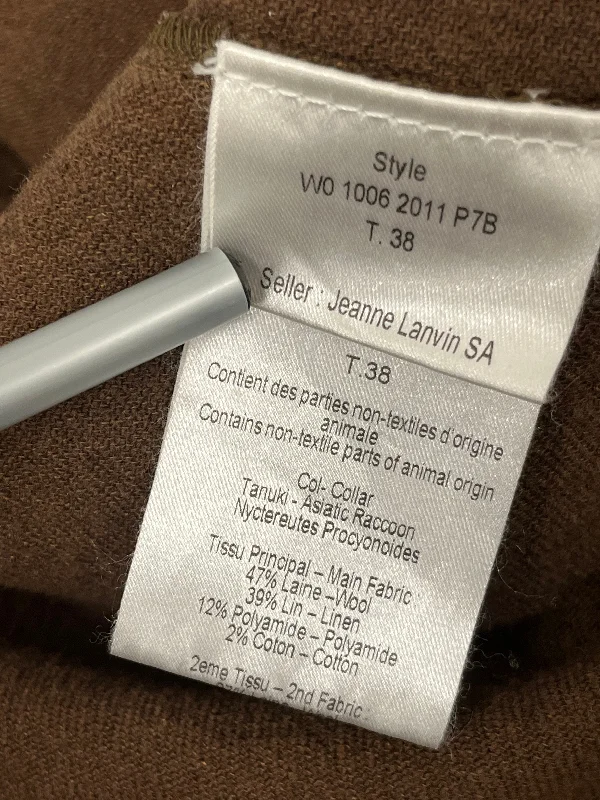 Style
W0 1006 2011 P7B
T. 38
Seller : Jeanne Lanvin SA
T.38
Contient des parties non-textiles d'origine
animale
Contains non-textile parts of animal origin
Col- Collar
Tanuki - Asiatic Raccoon
Nyctereutes Procyonoides
Tissu Principal – Main Fabric
47% Laine –Wool
39% Lin – Linen
12% Polyamide – Polyamide
2% Coton – Cotton
2eme Tissu – 2nd Fabric :